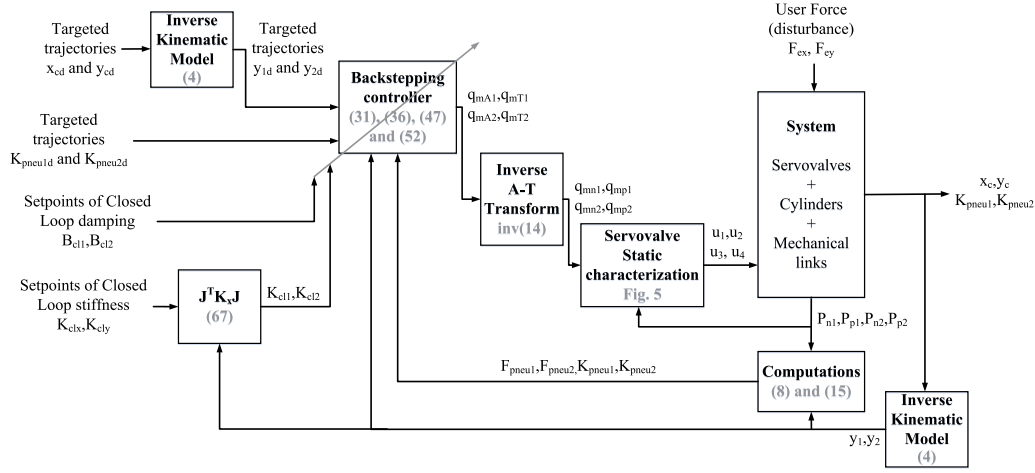 Targeted
trajectories
x_cd and y_cd
Inverse
Kinematic
Model
(4)
Targeted
trajectories
y_1d and y_2d
Backstepping
controller
(31), (36), (47)
and (52)
q_mA1,q_mT1
q_mA2,q_mT2
User Force
(disturbance)
F_ex, F_ey
System
Servovalves
+
Cylinders
+
Mechanical
links
x_c,y_c
K_pneu1,K_pneu2
Targeted
trajectories
K_pneu1d and K_pneu2d
Inverse
A-T
Transform
inv(14)
q_mn1,q_mp1
q_mn2,q_mp2
Setpoints of Closed
Loop damping
B_cl1,B_cl2
Servovalve
Static
characterization
Fig. 5
u_1,u_2
u_3, u_4
Setpoints of Closed
Loop stiffness
K_clx,K_cly
J^TK_xJ
(67)
K_cl1,K_cl2
P_n1,P_p1,P_n2,P_p2
F_pneu1,F_pneu2,K_pneu1,K_pneu2
Computations
(8) and (15)
Inverse
Kinematic
Model
(4)
y_1,y_2